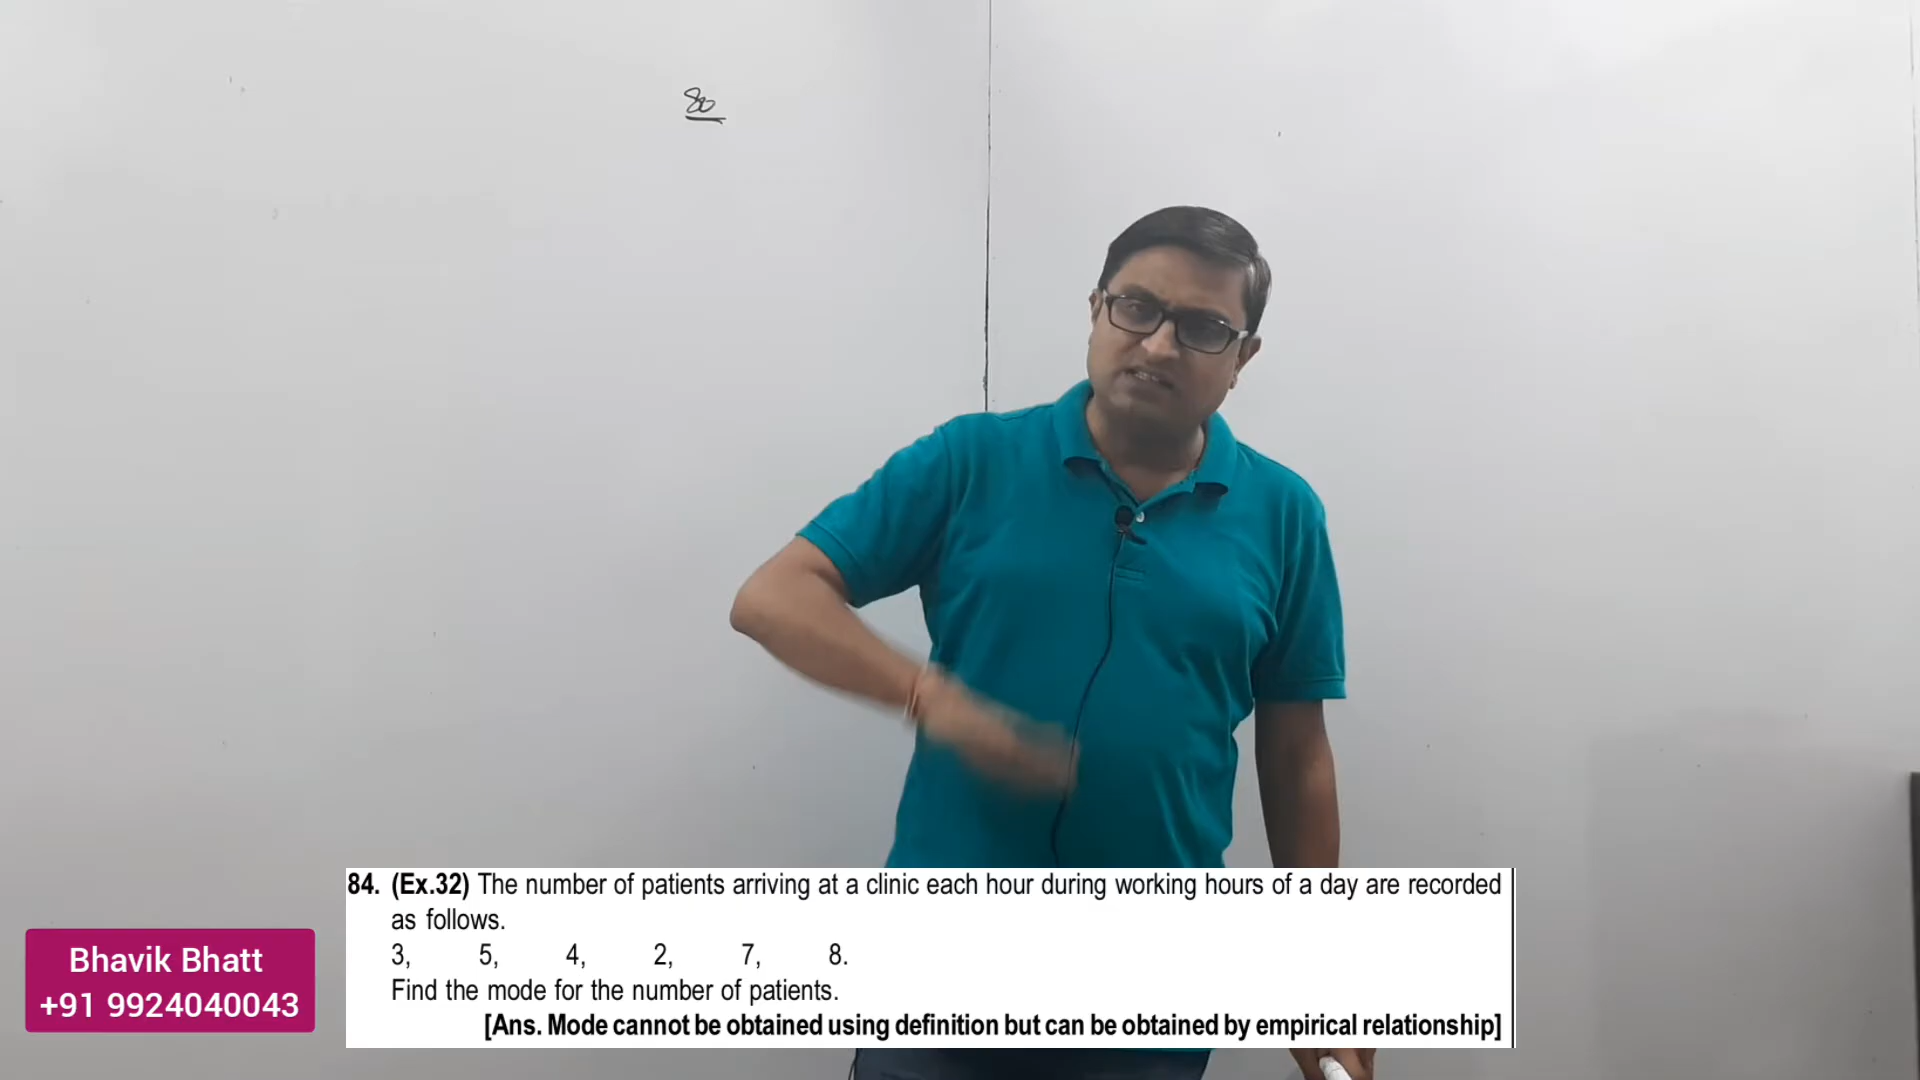 80
84. (Ex.32) The number of patients arriving at a clinic each hour during working hours of a day are recorded
as follows.
3, 5, 4, 2, 7, 8.
Find the mode for the number of patients.
[Ans. Mode cannot be obtained using definition but can be obtained by empirical relationship]
Bhavik Bhatt
+91 9924040043